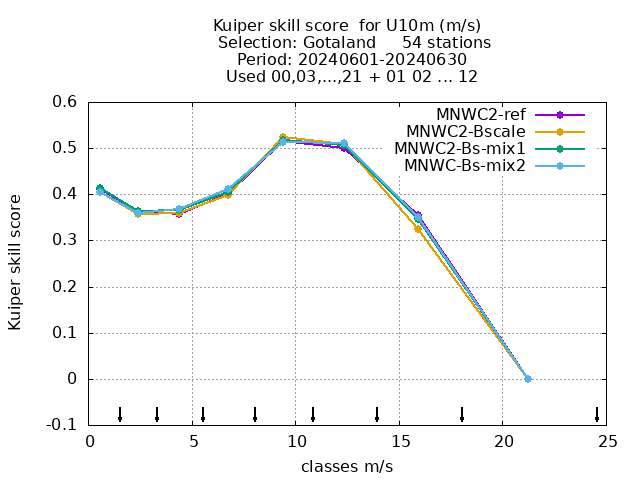 Kuiper skill score  for U10m (m/s)
Selection: Gotaland     54 stations
Period: 20240601-20240630
Used 00,03,...,21 + 01 02 ... 12
MNWC2-ref
MNWC2-Bscale
MNWC2-Bs-mix1
MNWC-Bs-mix2
Kuiper skill score
0.6
0.5
0.4
0.3
0.2
0.1
0
-0.1
0 5 10 15 20 25
classes m/s